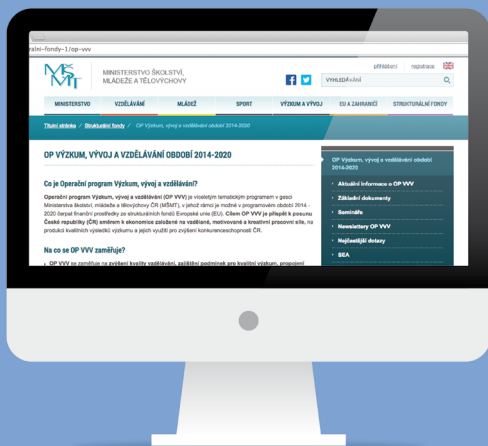 ralni-fondy-1/op-vvv
přihlášení registrace
MŠMT
MINISTERSTVO ŠKOLSTVÍ,
MLÁDEŽE A TĚLOVÝCHOVY
VYHLEDÁVÁNÍ
MINISTERSTVO VZDĚLÁVÁNÍ MLÁDEŽ SPORT VÝZKUM A VÝVOJ EU A ZAHRANIČÍ STRUKTURÁLNÍ FONDY
Titulní stránka / Strukturální fondy / OP Výzkum, vývoj a vzdělávání období 2014-2020
OP VÝZKUM, VÝVOJ A VZDĚLÁVÁNÍ OBDOBÍ 2014-2020
Co je Operační program Výzkum, vývoj a vzdělávání?
Operační program Výzkum, vývoj a vzdělávání (OP VVV) je víceletým tematickým programem v gesci
Ministerstva školství, mládeže a tělovýchovy ČR (MŠMT), v jehož rámci je možné v programovém období 2014 -
2020 čerpat finanční prostředky ze strukturálních fondů Evropské unie (EU). Cílem OP VVV je přispět k posunu
České republiky (ČR) směrem k ekonomice založené na vzdělané, motivované a kreativní pracovní síle, na
produkci kvalitních výsledků výzkumu a jejich využití pro zvýšení konkurenceschopnosti ČR.
Na co se OP VVV zaměřuje?
OP VVV se zaměřuje na zvýšení kvality vzdělávání, zajištění podmínek pro kvalitní výzkum, propojení
OP Výzkum, vývoj a vzdělávání období
2014-2020
Aktuální informace o OP VVV
Základní dokumenty
Semináře
Newslettery OP VVV
Nejčastější dotazy
SEA